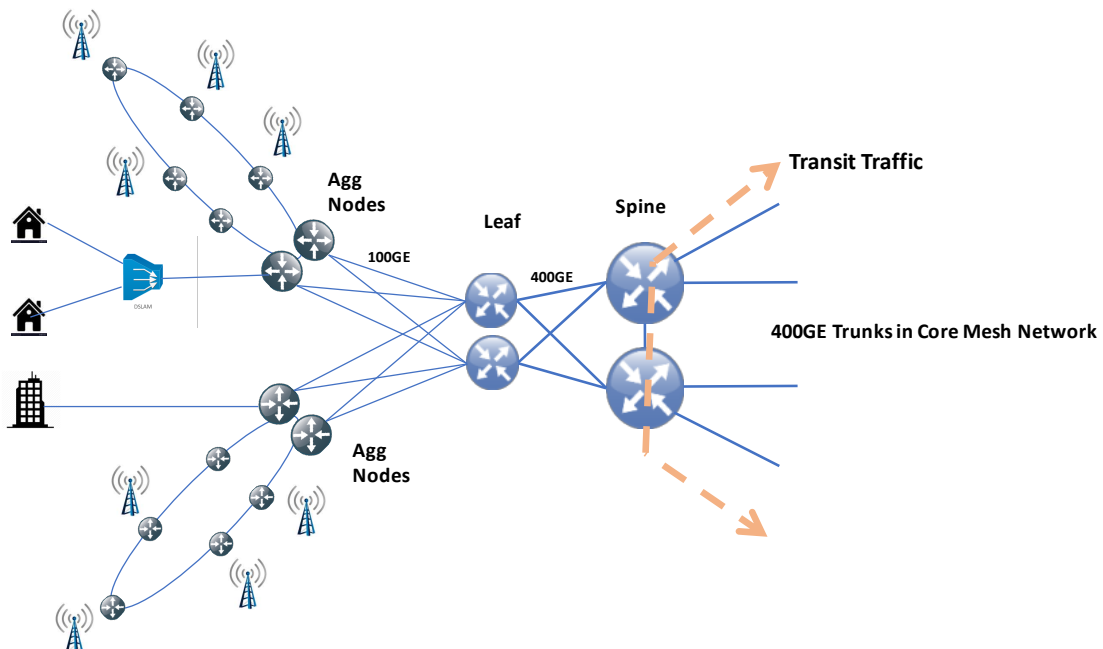 Transit Traffic
Agg
Nodes
Leaf
Spine
100GE
400GE
DSLAM
400GE Trunks in Core Mesh Network
Agg
Nodes